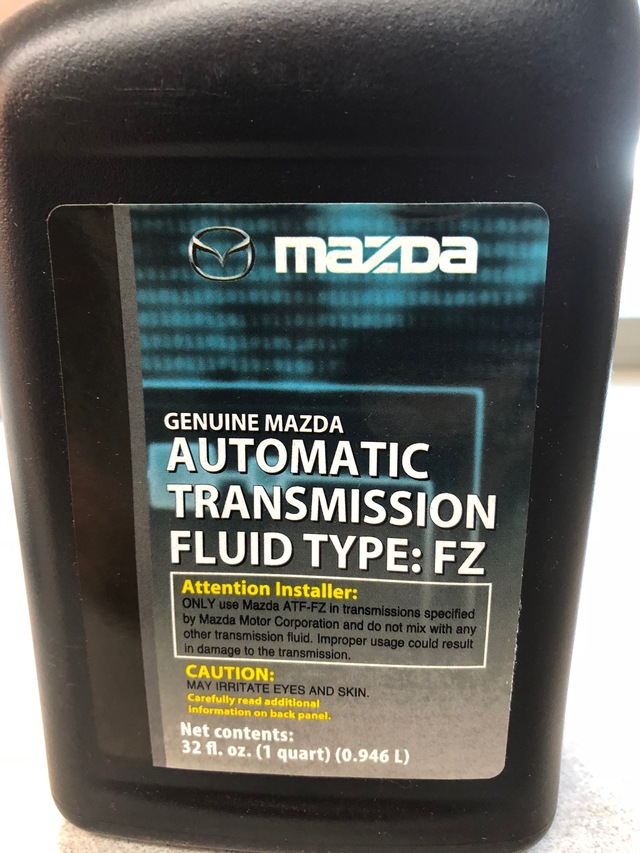 mazda
GENUINE MAZDA
AUTOMATIC
TRANSMISSION
FLUID TYPE: FZ
Attention Installer:
ONLY use Mazda ATF-FZ in transmissions specified
by Mazda Motor Corporation and do not mix with any
other transmission fluid. Improper usage could result
in damage to the transmission.
CAUTION:
MAY IRRITATE EYES AND SKIN.
Carefully read additional
information on back panel.
Net contents:
32 fl. oz. (1 quart) (0.946 L)